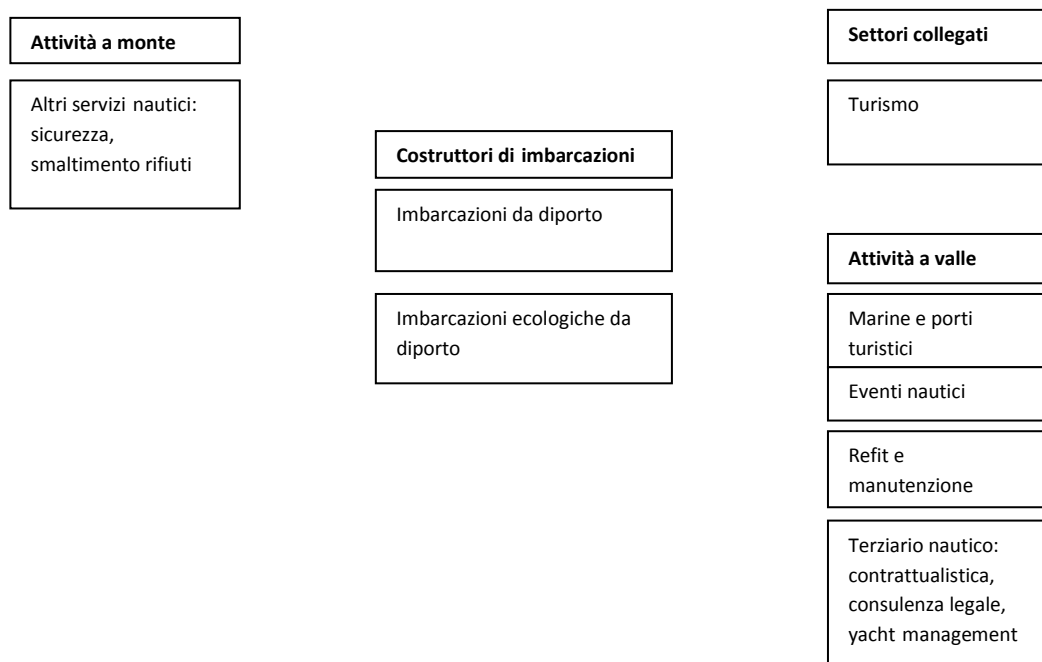 Attività a monte
Altri servizi nautici:
sicurezza,
smaltimento rifiuti
Costruttori di imbarcazioni
Imbarcazioni da diporto
Imbarcazioni ecologiche da
diporto
Settori collegati
Turismo
Attività a valle
Marine e porti
turistici
Eventi nautici
Refit e
manutenzione
Terziario nautico:
contrattualistica,
consulenza legale,
yacht management